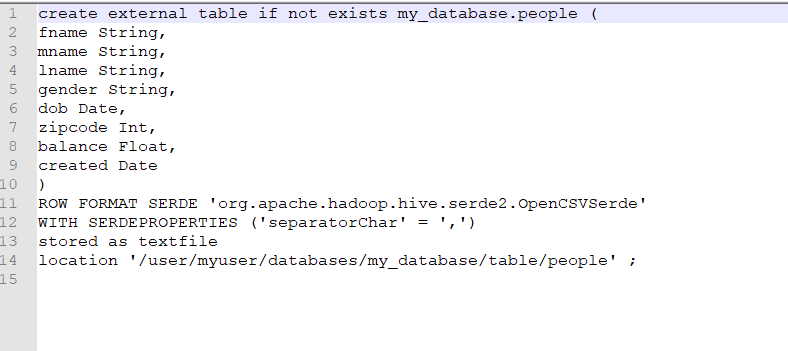 1 create external table if not exists my_database.people (
2 fname String,
3 mname String,
4 lname String,
5 gender String,
6 dob Date,
7 zipcode Int,
8 balance Float,
9 created Date
10 )
11 ROW FORMAT SERDE 'org.apache.hadoop.hive.serde2.OpenCSVSerde'
12 WITH SERDEPROPERTIES ('separatorChar' = ',')
13 stored as textfile
14 location '/user/myuser/databases/my_database/table/people' ;
15